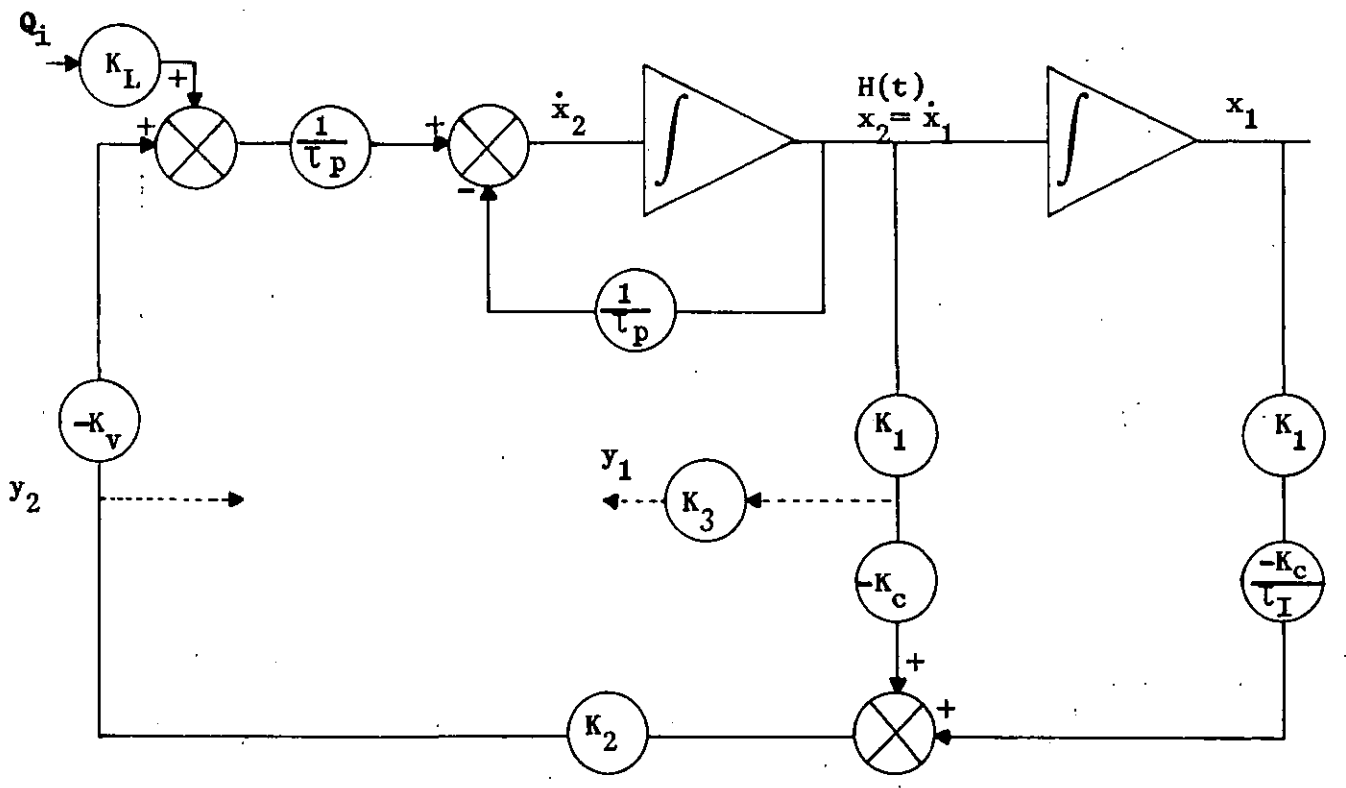 Q_i
K_L
+
+
1/τ_p
+
-
ẋ_2
∫
H(t)
x_2 = ẋ_1
∫
x_1
1/τ_p
-K_v
K_1
K_1
y_2
y_1
K_3
-K_c
-K_c/τ_I
+
+
K_2